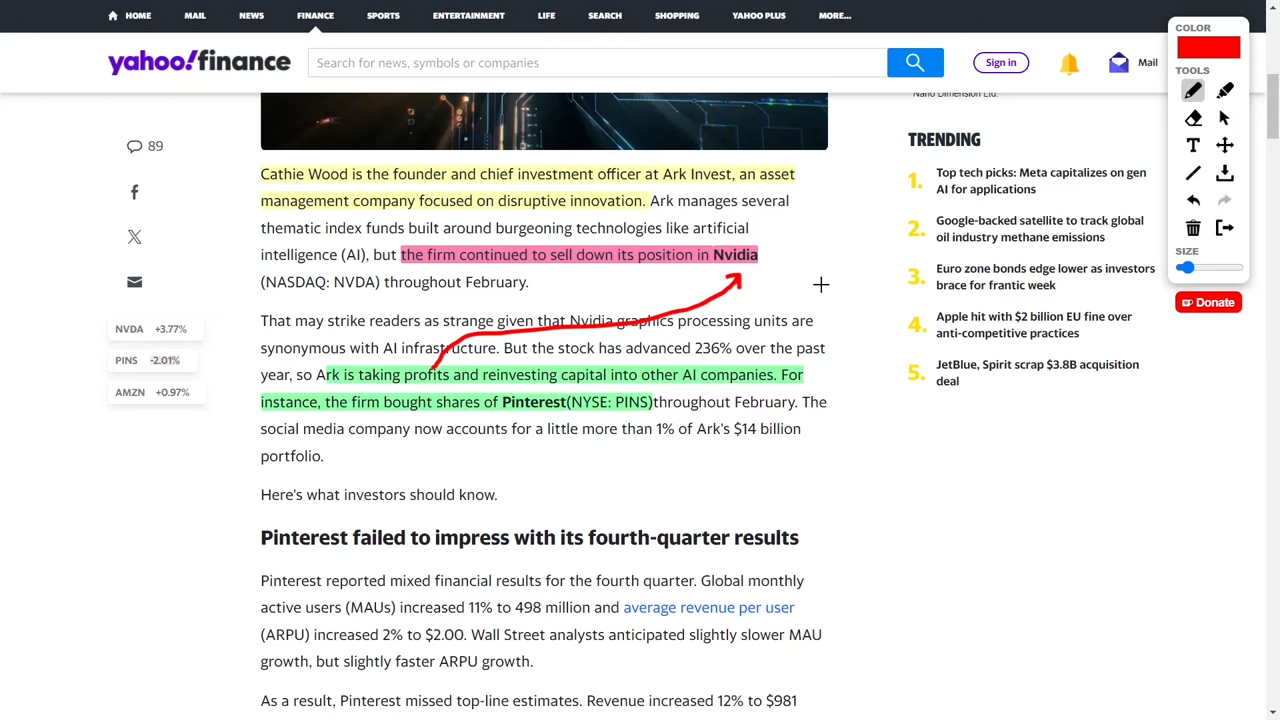 HOME MAIL NEWS FINANCE SPORTS ENTERTAINMENT LIFE SEARCH SHOPPING YAHOO PLUS MORE...
yahoo!finance
Search for news, symbols or companies
Sign in
Mail
89
Cathie Wood is the founder and chief investment officer at Ark Invest, an asset
management company focused on disruptive innovation. Ark manages several
thematic index funds built around burgeoning technologies like artificial
intelligence (AI), but the firm continued to sell down its position in Nvidia
(NASDAQ: NVDA) throughout February.
NVDA +3.77%
PINS -2.01%
AMZN +0.97%
That may strike readers as strange given that Nvidia graphics processing units are
synonymous with AI infrastructure. But the stock has advanced 236% over the past
year, so Ark is taking profits and reinvesting capital into other AI companies. For
instance, the firm bought shares of Pinterest(NYSE: PINS)throughout February. The
social media company now accounts for a little more than 1% of Ark's $14 billion
portfolio.
Here's what investors should know.
Pinterest failed to impress with its fourth-quarter results
Pinterest reported mixed financial results for the fourth quarter. Global monthly
active users (MAUs) increased 11% to 498 million and average revenue per user
(ARPU) increased 2% to $2.00. Wall Street analysts anticipated slightly slower MAU
growth, but slightly faster ARPU growth.
As a result, Pinterest missed top-line estimates. Revenue increased 12% to $981
Nano Dimension Ltd.
TRENDING
1. Top tech picks: Meta capitalizes on gen
AI for applications
2. Google-backed satellite to track global
oil industry methane emissions
3. Euro zone bonds edge lower as investors
brace for frantic week
4. Apple hit with $2 billion EU fine over
anti-competitive practices
5. JetBlue, Spirit scrap $3.8B acquisition
deal
COLOR
TOOLS
T
SIZE
Donate